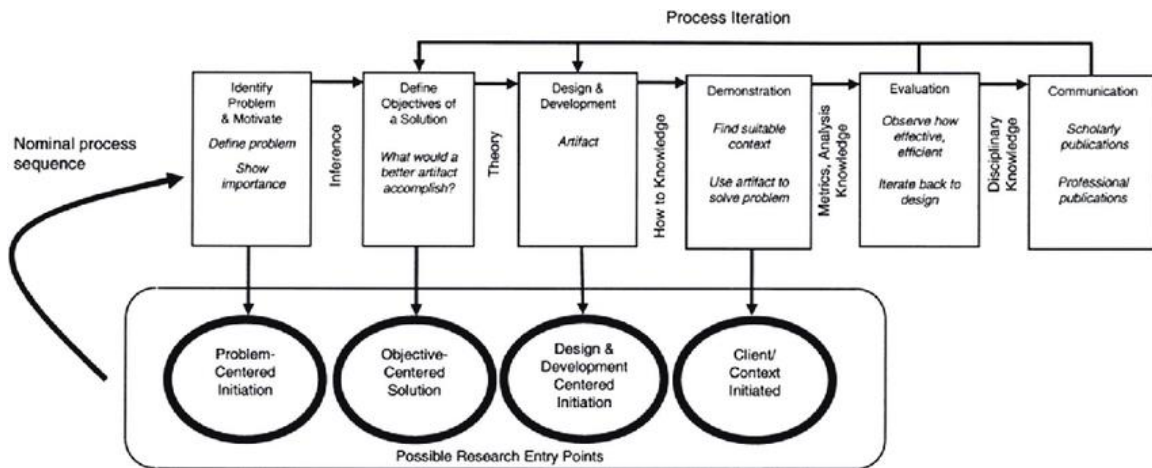 Process Iteration
Nominal process
sequence
Identify
Problem
& Motivate
Define problem
Show
importance
Inference
Define
Objectives of
a Solution
What would a
better artifact
accomplish?
Theory
Design &
Development
Artifact
How to Knowledge
Demonstration
Find suitable
context
Use artifact to
solve problem
Metrics, Analysis
Knowledge
Evaluation
Observe how
effective,
efficient
Iterate back to
design
Disciplinary
Knowledge
Communication
Scholarly
publications
Professional
publications
Problem-
Centered
Initiation
Objective-
Centered
Solution
Design &
Development
Centered
Initiation
Client/
Context
Initiated
Possible Research Entry Points